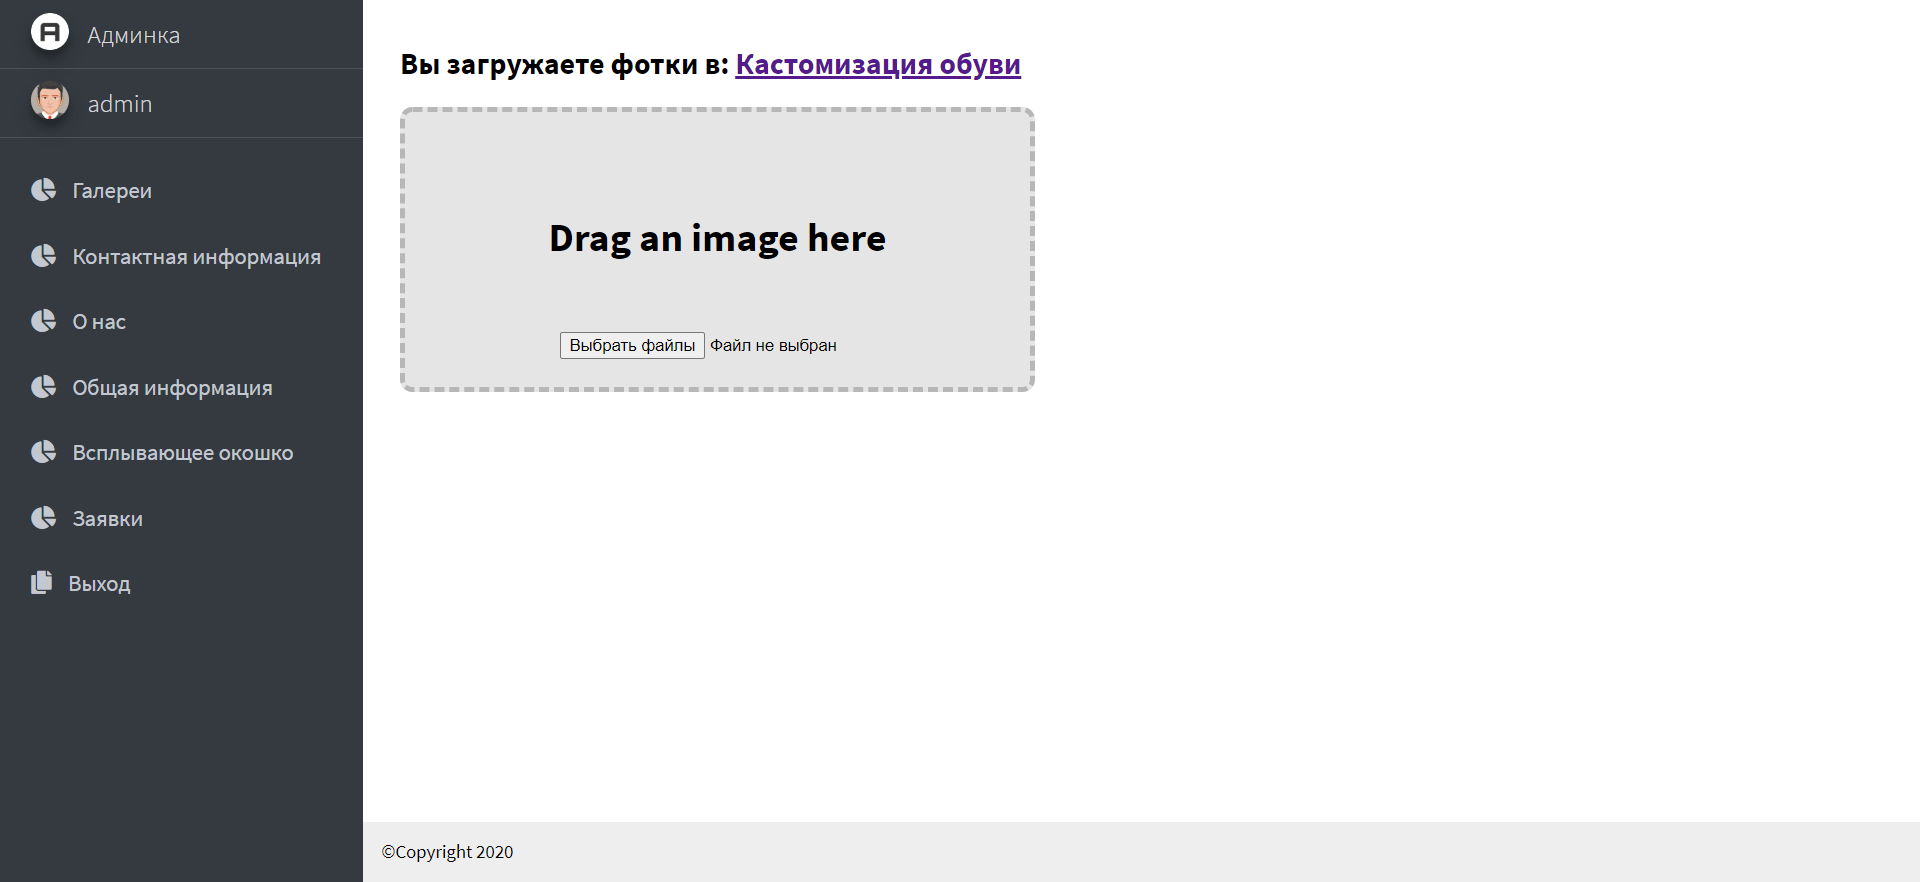 Админка
admin
Галереи
Контактная информация
О нас
Общая информация
Всплывающее окошко
Заявки
Выход
Вы загружаете фотки в: Кастомизация обуви
Drag an image here
Выбрать файлы Файл не выбран
©Copyright 2020